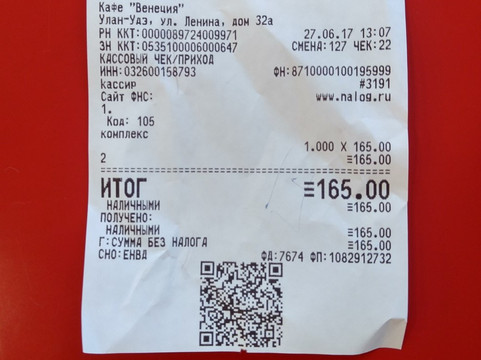 Кафе "Венеция"
Улан-Удэ, ул. Ленина, дом 32а
РН ККТ:0000089724009971 27.06.17 13:07
ЗН ККТ:0535100006000647 СМЕНА:127 ЧЕК:22
КАССОВЫЙ ЧЕК/ПРИХОД
ИНН:032600158793 ФН:8710000100195999
кассир #3191
Сайт ФНС: www.nalog.ru
1.
Код: 105
комплекс
1.000 X 165.00
2 ≡165.00
ИТОГ ≡165.00
НАЛИЧНЫМИ ≡165.00
ПОЛУЧЕНО:
НАЛИЧНЫМИ ≡165.00
Г:СУММА БЕЗ НАЛОГА ≡165.00
СНО:ЕНВД ФД:7674 ФП:1082912732